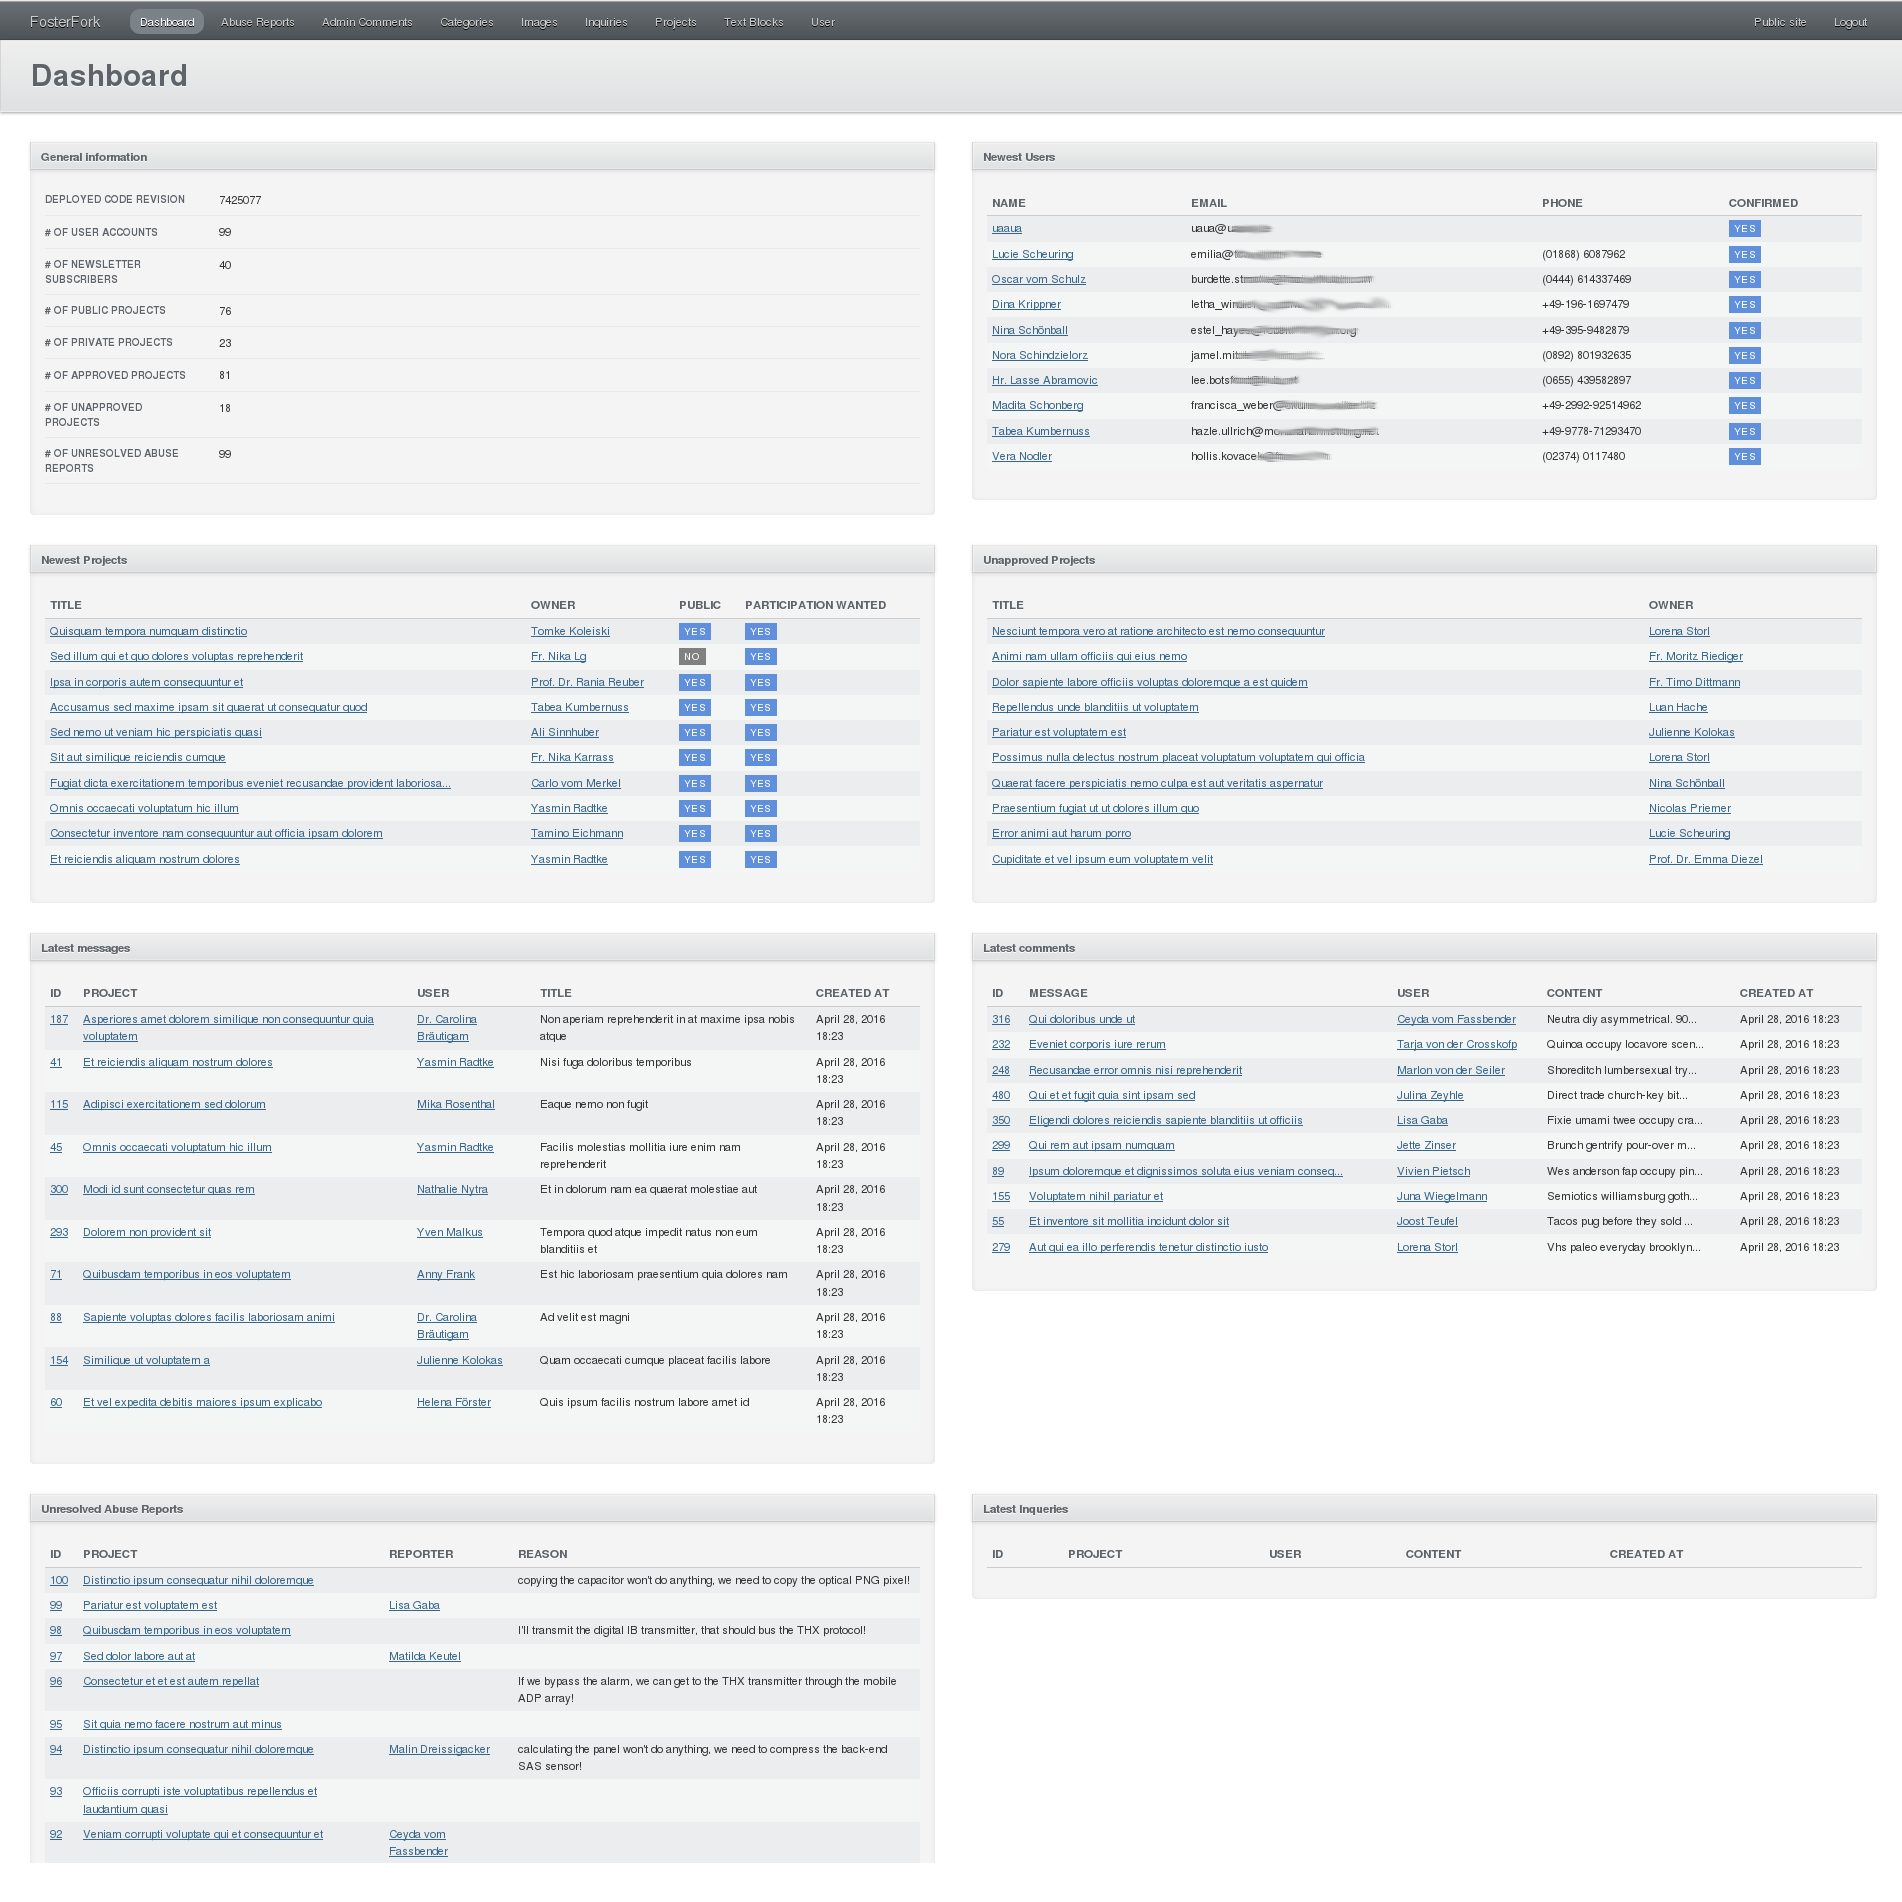 FosterFork Dashboard Abuse Reports Admin Comments Categories Images Inquiries Projects Text Blocks User Public site Logout
Dashboard
General information
DEPLOYED CODE REVISION 7425077
# OF USER ACCOUNTS 99
# OF NEWSLETTER 40
SUBSCRIBERS
# OF PUBLIC PROJECTS 76
# OF PRIVATE PROJECTS 23
# OF APPROVED PROJECTS 81
# OF UNAPPROVED 18
PROJECTS
# OF UNRESOLVED ABUSE 99
REPORTS
Newest Users
NAME EMAIL PHONE CONFIRMED
uaaua uaua@ YES
Lucie Scheuring emilia@ (01868) 6087962 YES
Oscar vom Schulz burdette. (0444) 614337469 YES
Dina Krippner +49-196-1697479 YES
Nina Schönball +49-395-9482879 YES
Nora Schindzielorz (0892) 801932635 YES
Hr. Lasse Abramovic (0655) 439582897 YES
Madita Schonberg francisca_weber@ +49-2992-92514962 YES
Tabea Kumbernuss hazle.ullrich@ +49-9778-71293470 YES
Vera Nodler (02374) 0117480 YES
Newest Projects
TITLE OWNER PUBLIC PARTICIPATION WANTED
Quisquam tempora numquam distinctio Tomke Koleiski YES YES
Sed illum qui et quo dolores voluptas reprehenderit Fr. Nika Lg NO YES
Ipsa in corporis autem consequuntur et Prof. Dr. Rania Reuber YES YES
Accusamus sed maxime ipsam sit quaerat ut consequatur quod Tabea Kumbernuss YES YES
Sed nemo ut veniam hic perspiciatis quasi Ali Sinnhuber YES YES
Sit aut similique reiciendis cumque Fr. Nika Karrass YES YES
Fugiat dicta exercitationem temporibus eveniet recusandae provident laboriosa... Carlo vom Merkel YES YES
Omnis occaecati voluptatum hic illum Yasmin Radtke YES YES
Consectetur inventore nam consequuntur aut officia ipsam dolorem Tamino Eichmann YES YES
Et reiciendis aliquam nostrum dolores Yasmin Radtke YES YES
Unapproved Projects
TITLE OWNER
Nesciunt tempora vero at ratione architecto est nemo consequuntur Lorena Storl
Animi nam ullam officiis qui eius nemo Fr. Moritz Riediger
Dolor sapiente labore officiis voluptas doloremque a est quidem Fr. Timo Dittmann
Repellendus unde blanditiis ut voluptatem Luan Hache
Pariatur est voluptatem est Julienne Kolokas
Possimus nulla delectus nostrum placeat voluptatum voluptatem qui officia Lorena Storl
Quaerat facere perspiciatis nemo culpa est aut veritatis aspernatur Nina Schönball
Praesentium fugiat ut ut dolores illum quo Nicolas Priemer
Error animi aut harum porro Lucie Scheuring
Cupiditate et vel ipsum eum voluptatem velit Prof. Dr. Emma Diezel
Latest messages
ID PROJECT USER TITLE CREATED AT
187 Asperiores amet dolorem similique non consequuntur quia Dr. Carolina Non aperiam reprehenderit in at maxime ipsa nobis April 28, 2016
voluptatem Bräutigam atque 18:23
41 Et reiciendis aliquam nostrum dolores Yasmin Radtke Nisi fuga doloribus temporibus April 28, 2016
18:23
115 Adipisci exercitationem sed dolorum Mika Rosenthal Eaque nemo non fugit April 28, 2016
18:23
45 Omnis occaecati voluptatum hic illum Yasmin Radtke Facilis molestias mollitia iure enim nam April 28, 2016
reprehenderit 18:23
300 Modi id sunt consectetur quas rem Nathalie Nytra Et in dolorum nam ea quaerat molestiae aut April 28, 2016
18:23
293 Dolorem non provident sit Yven Malkus Tempora quod atque impedit natus non eum April 28, 2016
blanditiis et 18:23
71 Quibusdam temporibus in eos voluptatem Anny Frank Est hic laboriosam praesentium quia dolores nam April 28, 2016
18:23
88 Sapiente voluptas dolores facilis laboriosam animi Dr. Carolina Ad velit est magni April 28, 2016
Bräutigam 18:23
154 Similique ut voluptatem a Julienne Kolokas Quam occaecati cumque placeat facilis labore April 28, 2016
18:23
60 Et vel expedita debitis maiores ipsum explicabo Helena Förster Quis ipsum facilis nostrum labore amet id April 28, 2016
18:23
Latest comments
ID MESSAGE USER CONTENT CREATED AT
316 Qui doloribus unde ut Ceyda vom Fassbender Neutra diy asymmetrical. 90... April 28, 2016 18:23
232 Eveniet corporis iure rerum Tarja von der Crosskofp Quinoa occupy locavore scen... April 28, 2016 18:23
248 Recusandae error omnis nisi reprehenderit Marlon von der Seiler Shoreditch lumbersexual try... April 28, 2016 18:23
480 Qui et et fugit quia sint ipsam sed Julina Zeyhle Direct trade church-key bit... April 28, 2016 18:23
350 Eligendi dolores reiciendis sapiente blanditiis ut officiis Lisa Gaba Fixie umami twee occupy cra... April 28, 2016 18:23
299 Qui rem aut ipsam numquam Jette Zinser Brunch gentrify pour-over m... April 28, 2016 18:23
89 Ipsum doloremque et dignissimos soluta eius veniam conseq... Vivien Pietsch Wes anderson fap occupy pin... April 28, 2016 18:23
155 Voluptatem nihil pariatur et Juna Wiegelmann Semiotics williamsburg goth... April 28, 2016 18:23
55 Et inventore sit mollitia incidunt dolor sit Joost Teufel Tacos pug before they sold ... April 28, 2016 18:23
279 Aut qui ea illo perferendis tenetur distinctio iusto Lorena Storl Vhs paleo everyday brooklyn... April 28, 2016 18:23
Unresolved Abuse Reports
ID PROJECT REPORTER REASON
100 Distinctio ipsum consequatur nihil doloremque copying the capacitor won't do anything, we need to copy the optical PNG pixel!
99 Pariatur est voluptatem est Lisa Gaba
98 Quibusdam temporibus in eos voluptatem I'll transmit the digital IB transmitter, that should bus the THX protocol!
97 Sed dolor labore aut at Matilda Keutel
96 Consectetur et et est autem repellat If we bypass the alarm, we can get to the THX transmitter through the mobile
ADP array!
95 Sit quia nemo facere nostrum aut minus
94 Distinctio ipsum consequatur nihil doloremque Malin Dreissigacker calculating the panel won't do anything, we need to compress the back-end
SAS sensor!
93 Officiis corrupti iste voluptatibus repellendus et
laudantium quasi
92 Veniam corrupti voluptate qui et consequuntur et Ceyda vom
Fassbender
Latest Inqueries
ID PROJECT USER CONTENT CREATED AT